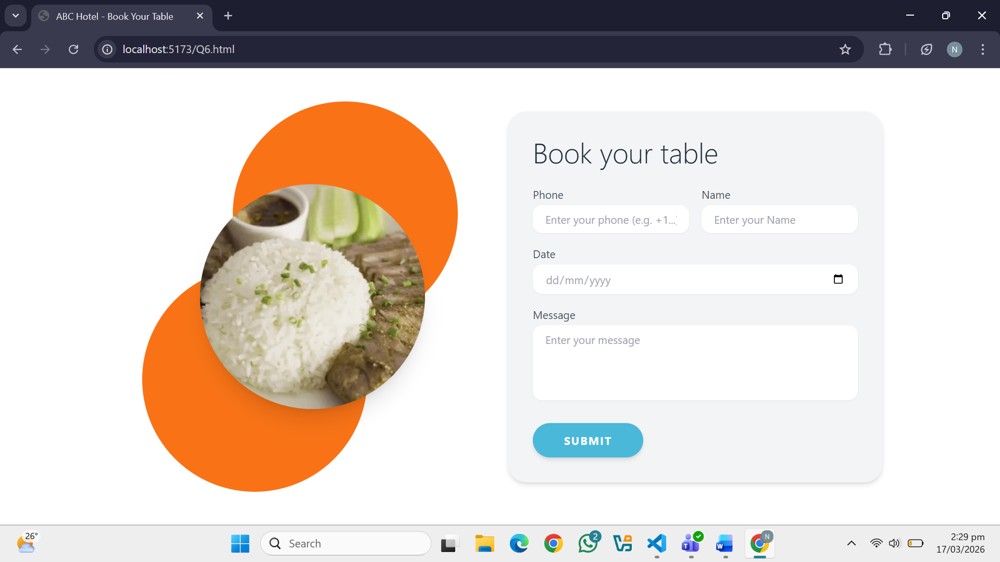 ABC Hotel - Book Your Table
localhost:5173/Q6.html
N
Book your table
Phone
Name
Enter your phone (e.g. +1...)
Enter your Name
Date
dd/mm/yyyy
Message
Enter your message
SUBMIT
26°
Search
2
T
W
N
2:29 pm
17/03/2026